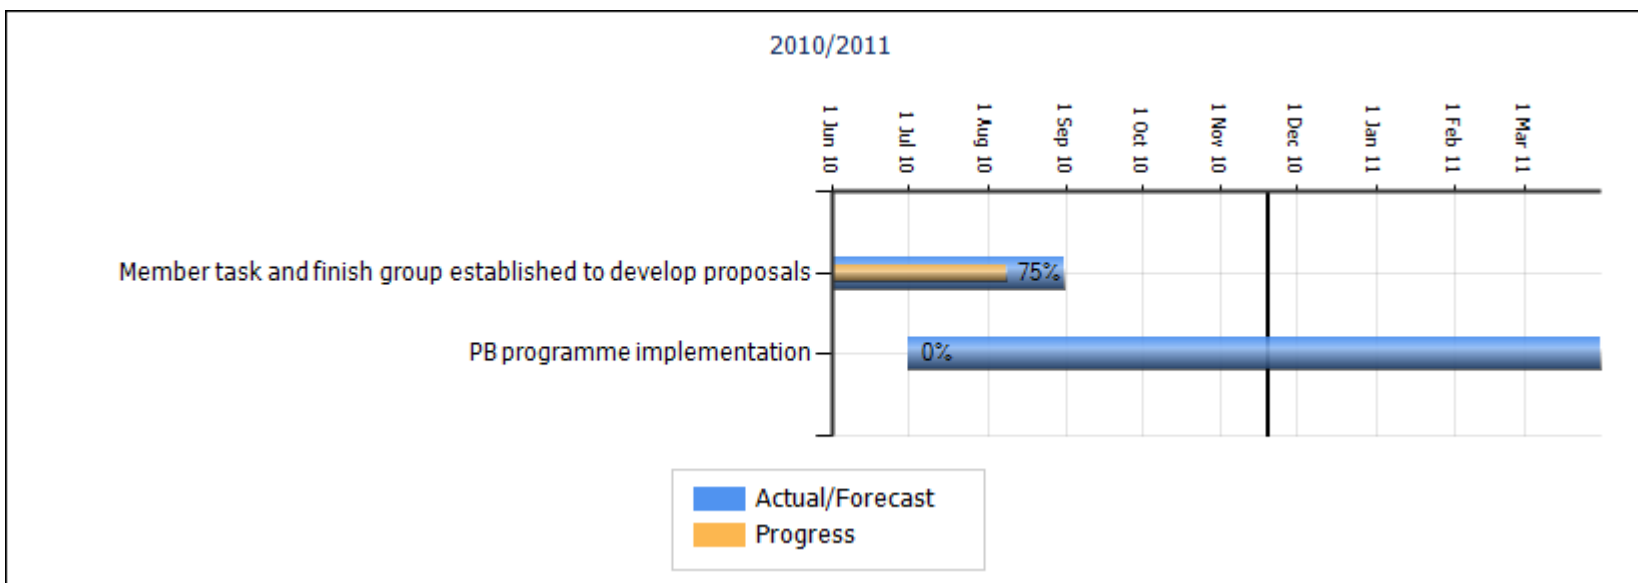 2010/2011
1 Jun 10
1 Jul 10
1 Aug 10
1 Sep 10
1 Oct 10
1 Nov 10
1 Dec 10
1 Jan 11
1 Feb 11
1 Mar 11
Member task and finish group established to develop proposals
75%
PB programme implementation
0%
Actual/Forecast
Progress